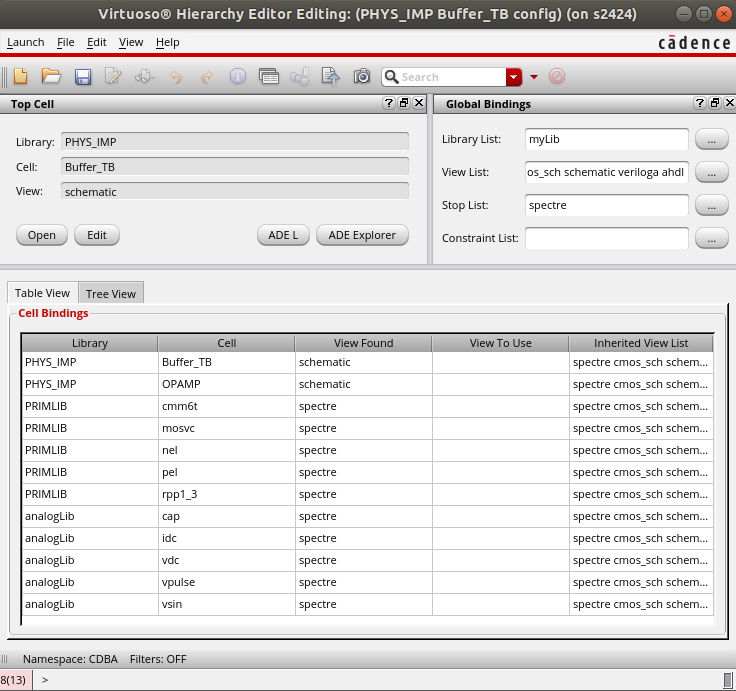 Virtuoso® Hierarchy Editor Editing: (PHYS_IMP Buffer_TB config) (on s2424)
Launch File Edit View Help
cādence
Search
Top Cell
Library: PHYS_IMP
Cell: Buffer_TB
View: schematic
Open Edit ADE L ADE Explorer
Global Bindings
Library List: myLib ...
View List: os_sch schematic veriloga ahdl ...
Stop List: spectre ...
Constraint List: ...
Table View Tree View
Cell Bindings
Library Cell View Found View To Use Inherited View List
PHYS_IMP Buffer_TB schematic spectre cmos_sch schem...
PHYS_IMP OPAMP schematic spectre cmos_sch schem...
PRIMLIB cmm6t spectre spectre cmos_sch schem...
PRIMLIB mosvc spectre spectre cmos_sch schem...
PRIMLIB nel spectre spectre cmos_sch schem...
PRIMLIB pel spectre spectre cmos_sch schem...
PRIMLIB rpp1_3 spectre spectre cmos_sch schem...
analogLib cap spectre spectre cmos_sch schem...
analogLib idc spectre spectre cmos_sch schem...
analogLib vdc spectre spectre cmos_sch schem...
analogLib vpulse spectre spectre cmos_sch schem...
analogLib vsin spectre spectre cmos_sch schem...
Namespace: CDBA Filters: OFF
8(13) >